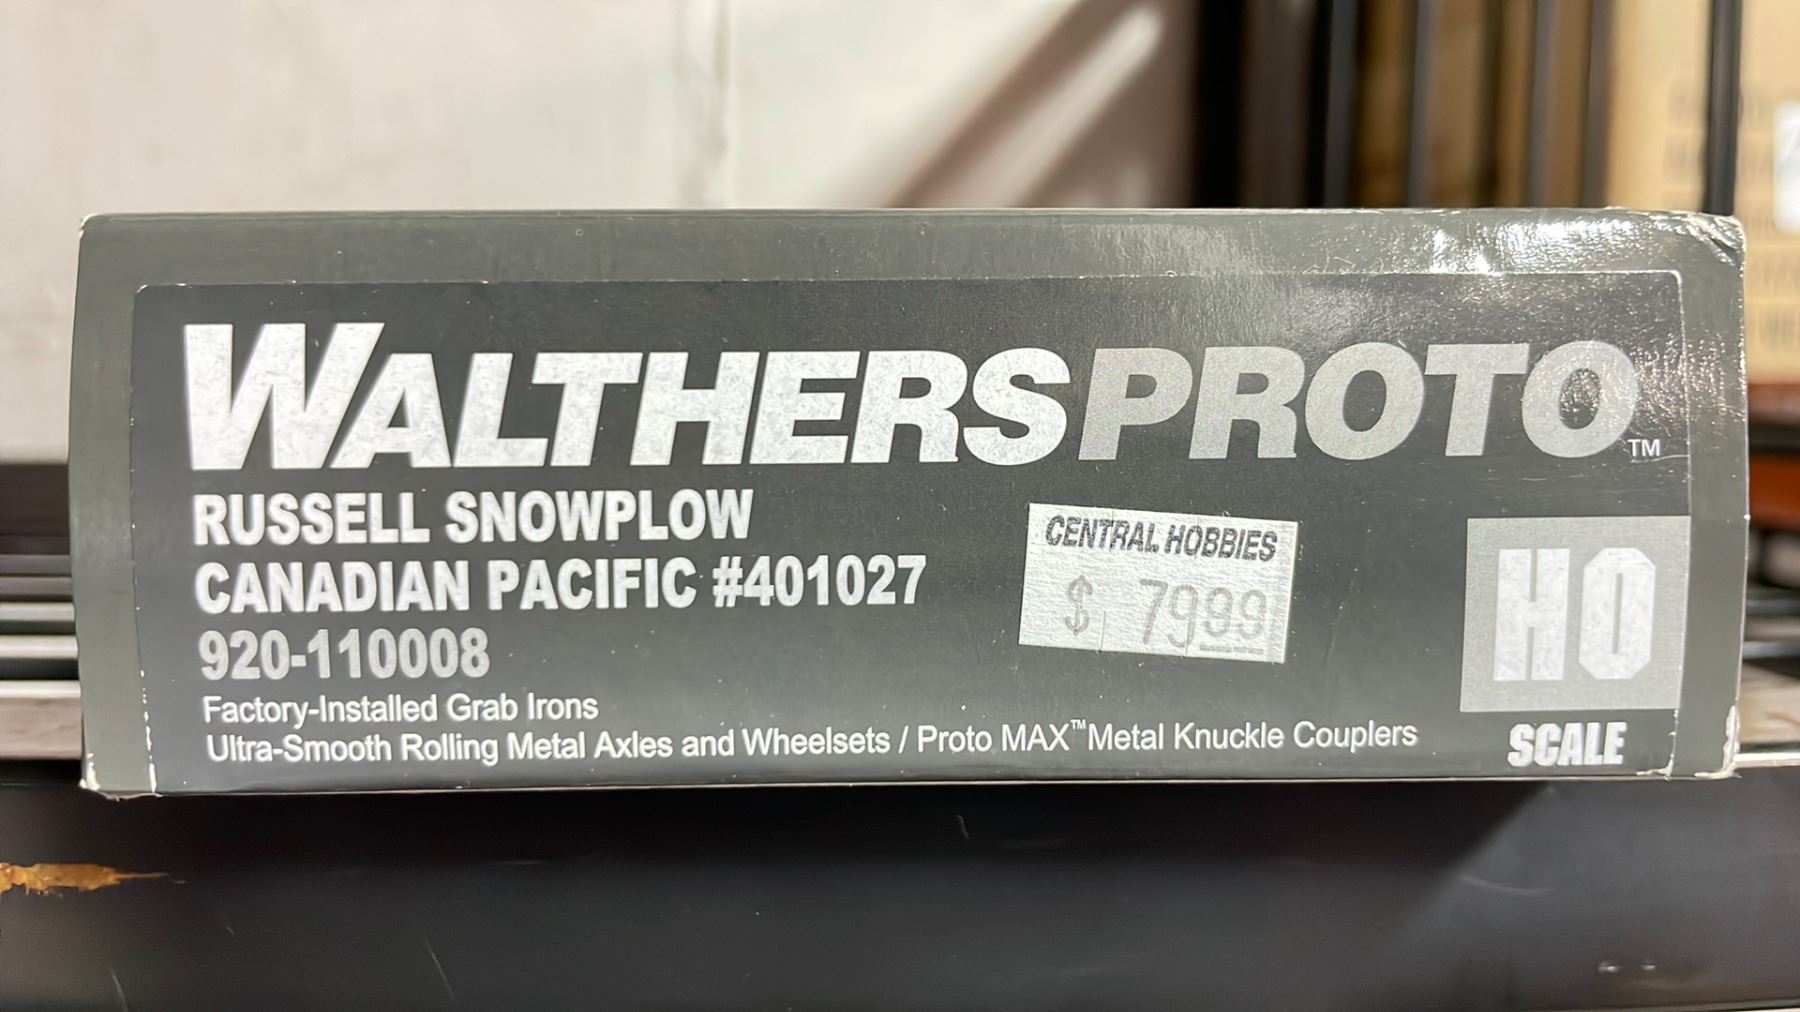 WALTHERSPROTO™
RUSSELL SNOWPLOW
CANADIAN PACIFIC #401027
920-110008
Factory-Installed Grab Irons
Ultra-Smooth Rolling Metal Axles and Wheelsets / Proto MAX™ Metal Knuckle Couplers
CENTRAL HOBBIES
$ 7999
HO
SCALE